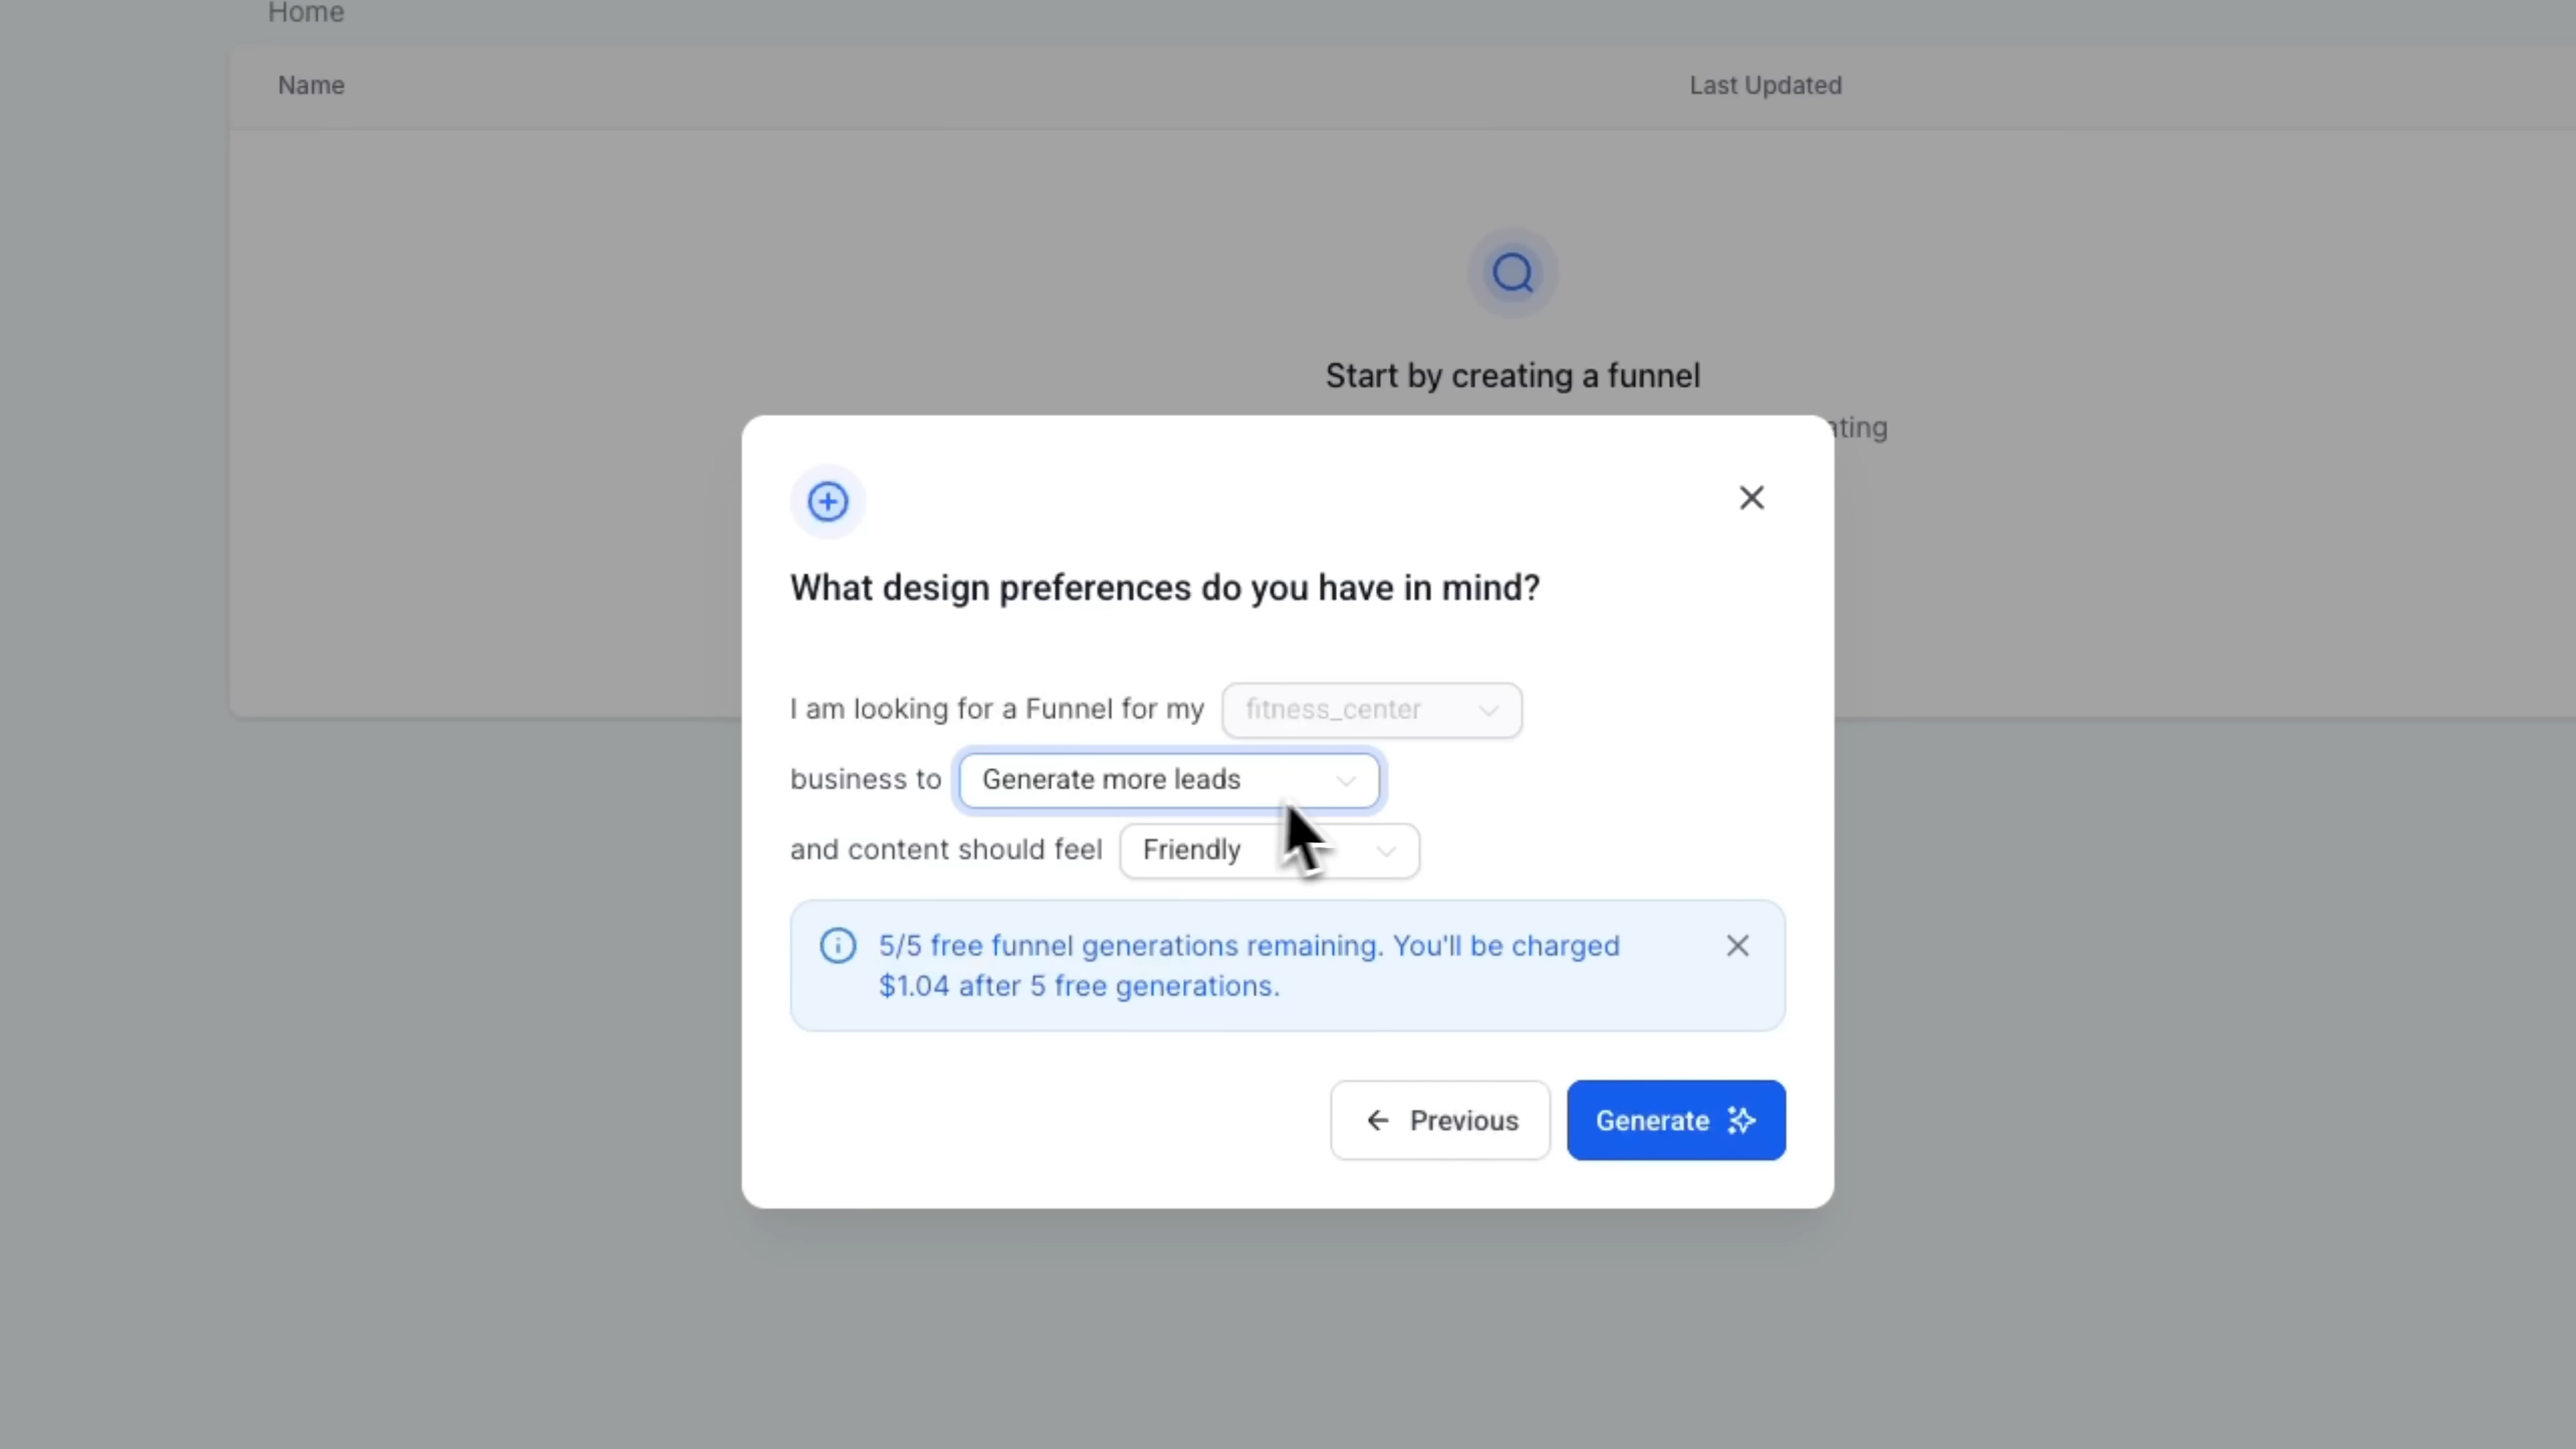 Home
Name
Last Updated
Start by creating a funnel
What design preferences do you have in mind?
I am looking for a Funnel for my fitness_center
business to Generate more leads
and content should feel Friendly
5/5 free funnel generations remaining. You'll be charged
$1.04 after 5 free generations.
Previous
Generate